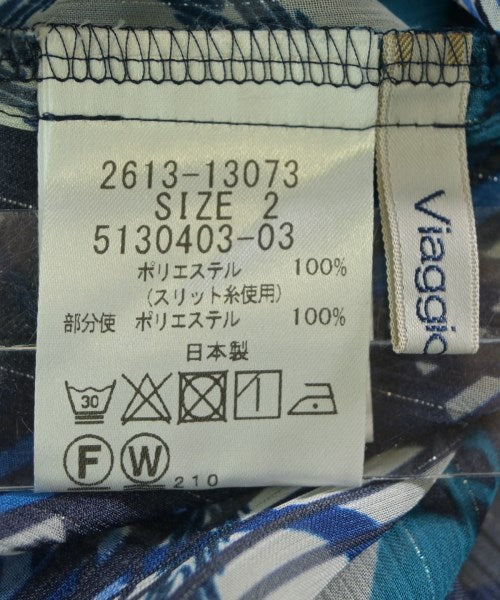 2613-13073
SIZE 2
5130403-03
ポリエステル 100%
(スリット糸使用)
部分使 ポリエステル 100%
日本製
30
F W 210
Viaggio